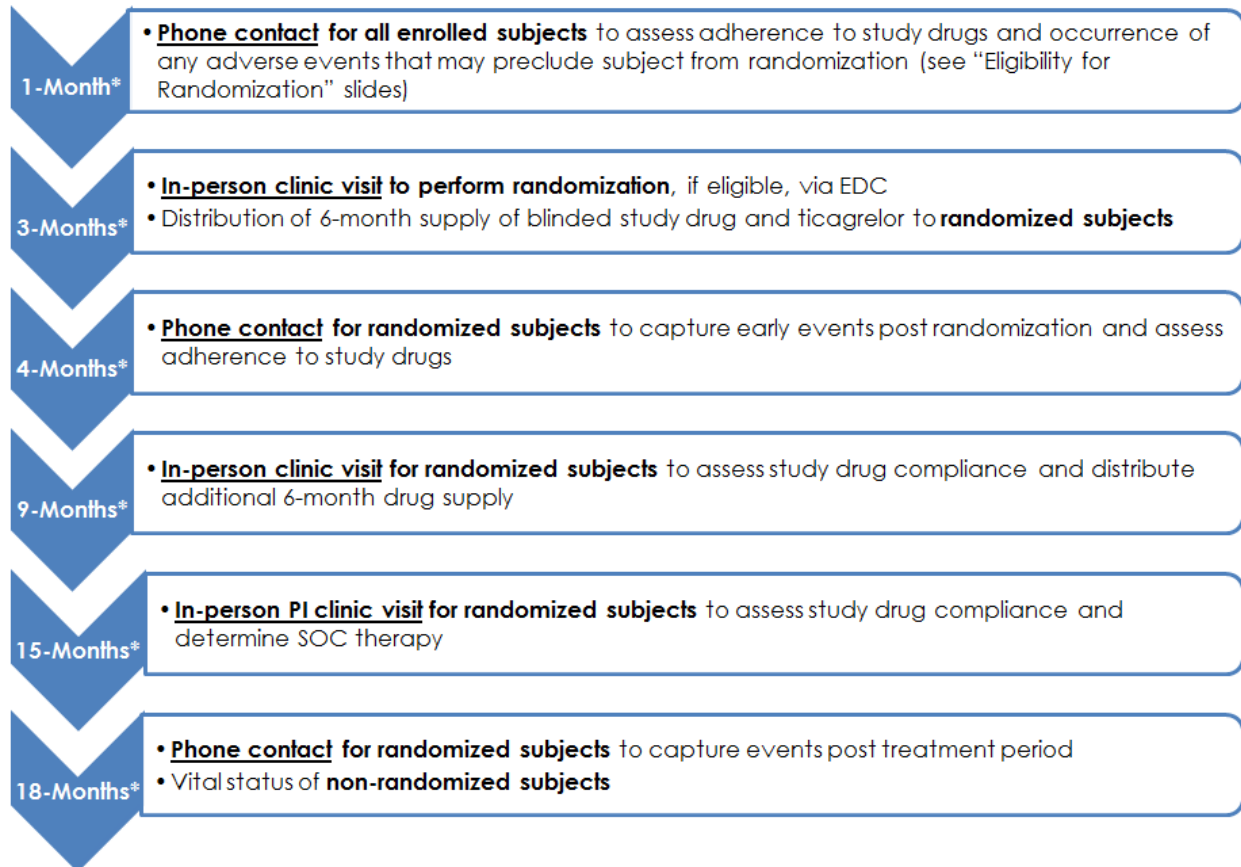 1-Month*
• Phone contact for all enrolled subjects to assess adherence to study drugs and occurrence of
any adverse events that may preclude subject from randomization (see “Eligibility for
Randomization” slides)
3-Months*
• In-person clinic visit to perform randomization, if eligible, via EDC
• Distribution of 6-month supply of blinded study drug and ticagrelor to randomized subjects
4-Months*
• Phone contact for randomized subjects to capture early events post randomization and assess
adherence to study drugs
9-Months*
• In-person clinic visit for randomized subjects to assess study drug compliance and distribute
additional 6-month drug supply
15-Months*
• In-person PI clinic visit for randomized subjects to assess study drug compliance and
determine SOC therapy
18-Months*
• Phone contact for randomized subjects to capture events post treatment period
• Vital status of non-randomized subjects